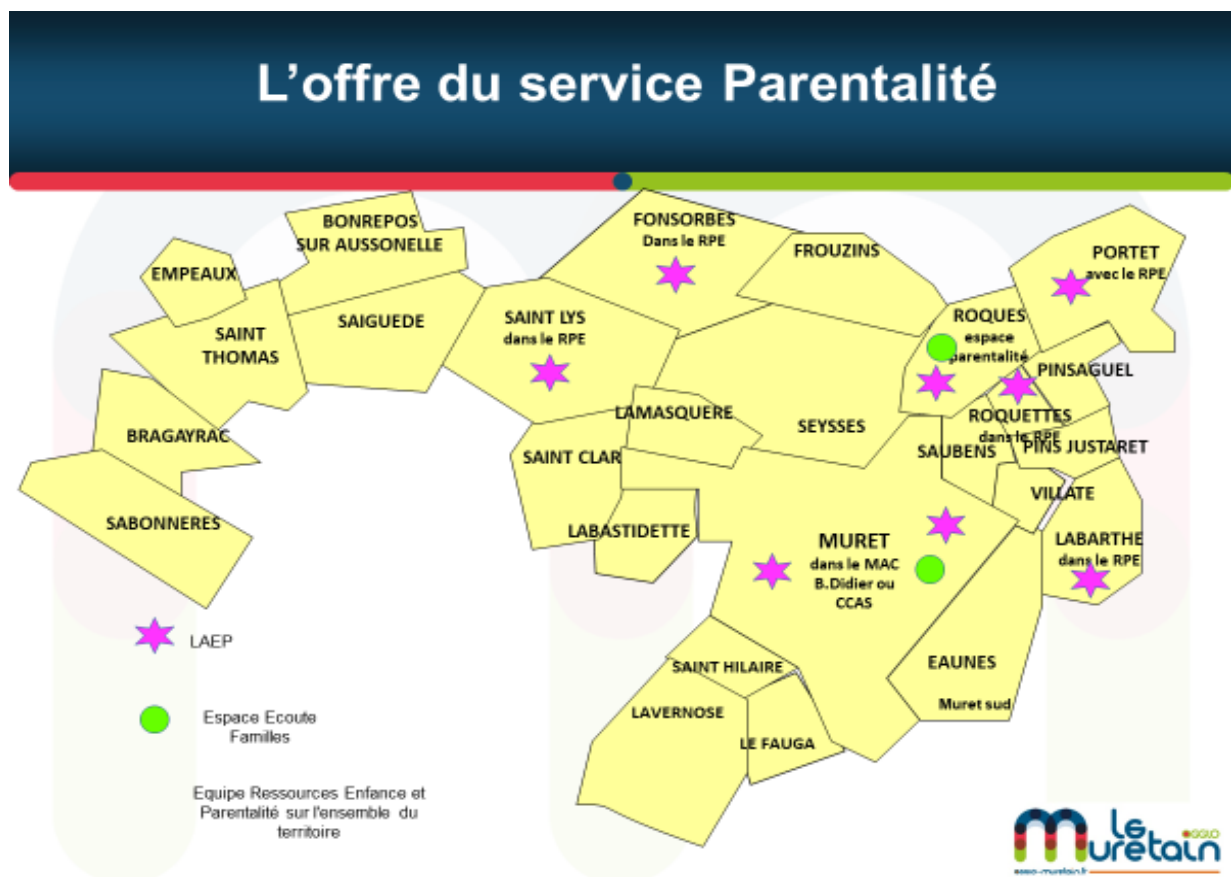 L'offre du service Parentalité
BONREPOS
SUR AUSSONELLE
EMPEAUX
SAINT
THOMAS
SAIGUEDE
BRAGAYRAC
SABONNERES
FONSORBES
Dans le RPE
FROUZINS
PORTET
avec le RPE
SAINT LYS
dans le RPE
ROQUES
espace
parentalité
PINSAGUEL
LAMASQUERE
SEYSSES
ROQUETTES
dans le RPE
SAUBENS
PINS JUSTARET
SAINT CLAR
VILLATE
LABASTIDETTE
LABARTHE
dans le RPE
MURET
dans le MAC
B.Didier ou
CCAS
SAINT HILAIRE
EAUNES
Muret sud
LAVERNOSE
LE FAUGA
LAEP
Espace Ecoute
Familles
Equipe Ressources Enfance et
Parentalité sur l'ensemble du
territoire
le
AGGLO
muretain
agglo-muretain.fr